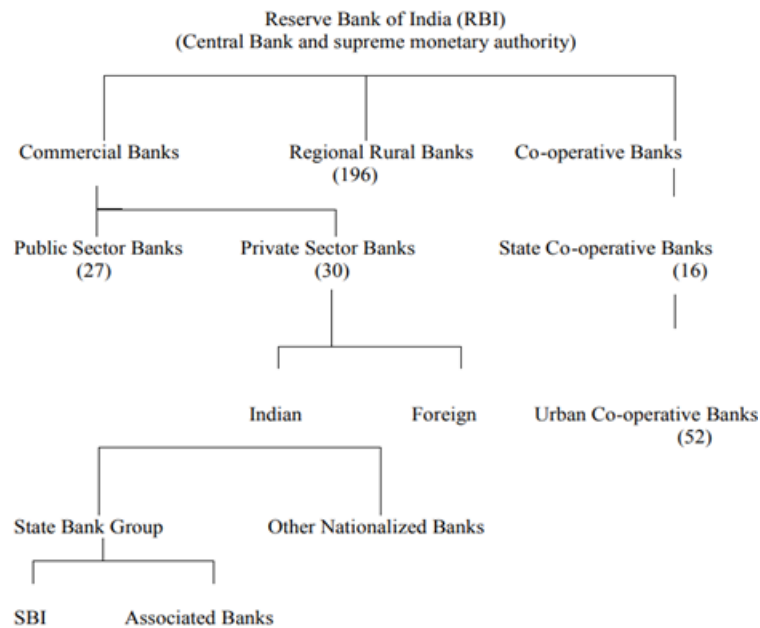 Reserve Bank of India (RBI)
(Central Bank and supreme monetary authority)
Commercial Banks
Regional Rural Banks
(196)
Co-operative Banks
Public Sector Banks
(27)
Private Sector Banks
(30)
State Co-operative Banks
(16)
Indian
Foreign
Urban Co-operative Banks
(52)
State Bank Group
Other Nationalized Banks
SBI
Associated Banks